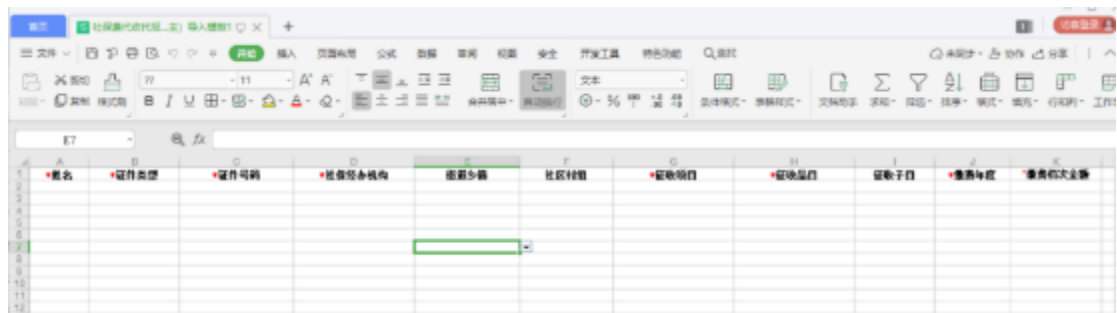 首页 社保费代收代报...主) 导入模板1 +
文件 开始 插入 页面布局 公式 数据 审阅 视图 安全 开发工具 特色功能 查找 未同步 协作 分享
剪切 ?? 11 A+ A- 文本
复制 格式刷 B I U A 合并居中 自动换行 % 条件格式 表格样式 文档助手 求和 筛选 排序 格式 填充 行和列
E7 fx
A B C D E F G H I J K
1 *姓名 *证件类型 *证件号码 *社保经办机构 街道乡镇 社区村组 *征收项目 *征收品目 征收子目 *缴费年度 *缴费档次金额
2
3
4
5
6
7
8
9
10
11
12